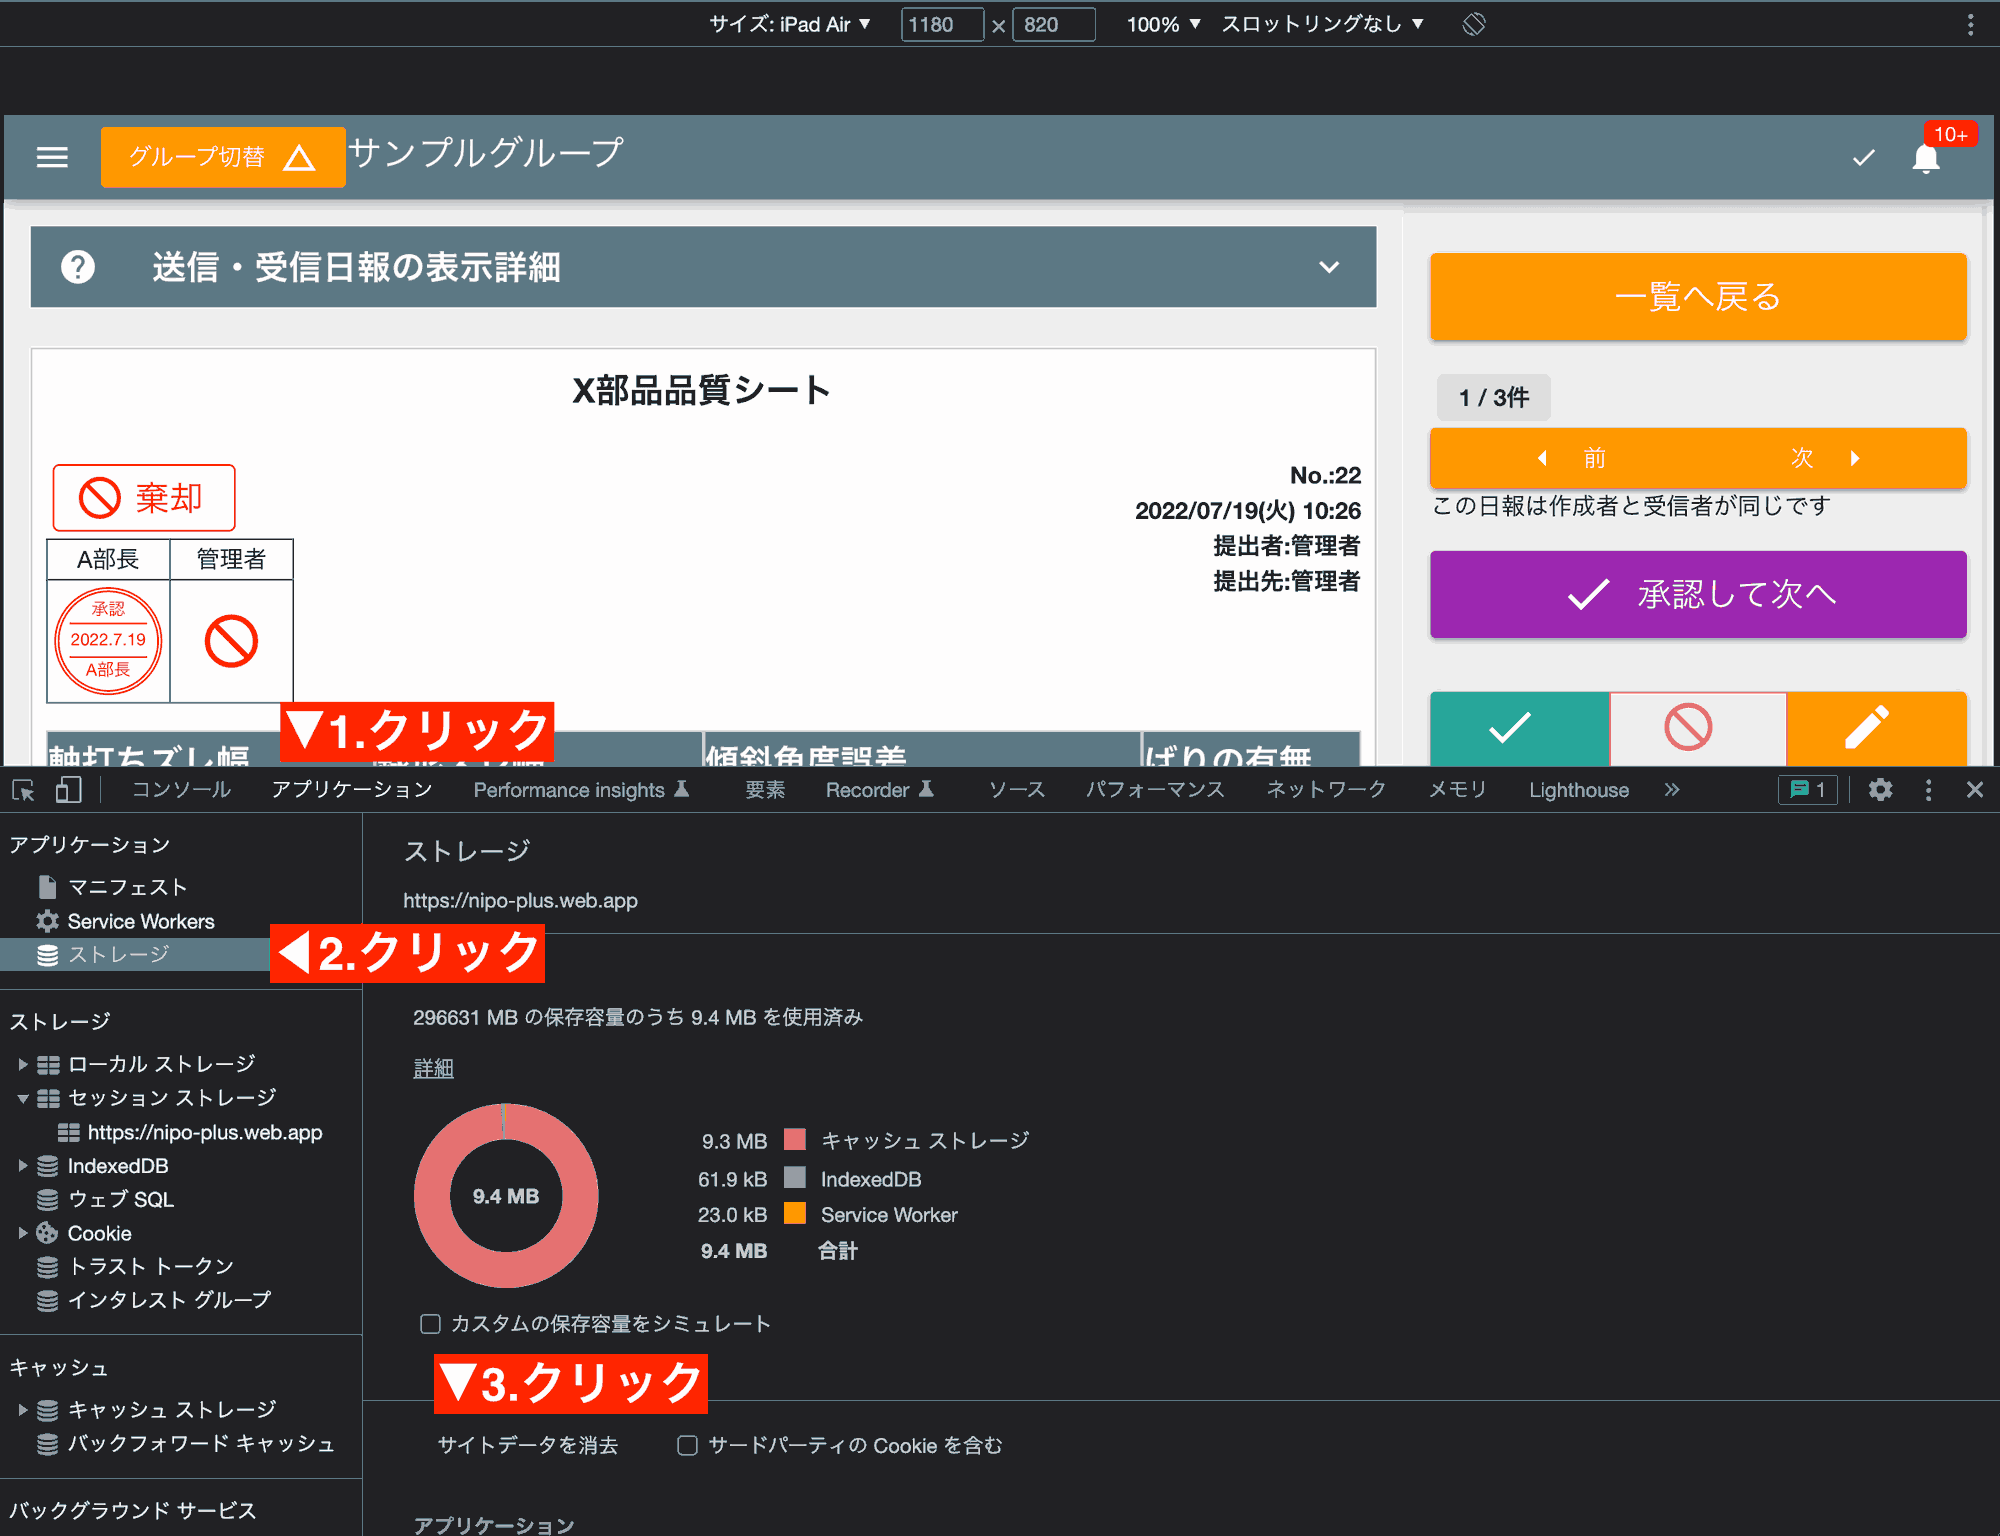 サイズ: iPad Air ▼ 1180 × 820 100% ▼ スロットリングなし ▼
グループ切替 サンプルグループ 10+
送信・受信日報の表示詳細
一覧へ戻る
X部品品質シート
1 / 3件
前 次
この日報は作成者と受信者が同じです
棄却
No.:22
2022/07/19(火) 10:26
提出者:管理者
提出先:管理者
A部長 管理者
承認
2022.7.19
A部長
承認して次へ
▼1.クリック
軸打ちズレ幅
傾斜角度誤差 ばりの有無
コンソール アプリケーション Performance insights 要素 Recorder ソース パフォーマンス ネットワーク メモリ Lighthouse » 1
アプリケーション
マニフェスト
Service Workers
ストレージ
◀2.クリック
ストレージ
ローカル ストレージ
セッション ストレージ
https://nipo-plus.web.app
IndexedDB
ウェブ SQL
Cookie
トラスト トークン
インタレスト グループ
キャッシュ
キャッシュ ストレージ
バックフォワード キャッシュ
バックグラウンド サービス
ストレージ
https://nipo-plus.web.app
296631 MB の保存容量のうち 9.4 MB を使用済み
詳細
9.4 MB
9.3 MB キャッシュ ストレージ
61.9 kB IndexedDB
23.0 kB Service Worker
9.4 MB 合計
カスタムの保存容量をシミュレート
▼3.クリック
サイトデータを消去 サードパーティの Cookie を含む
アプリケーション